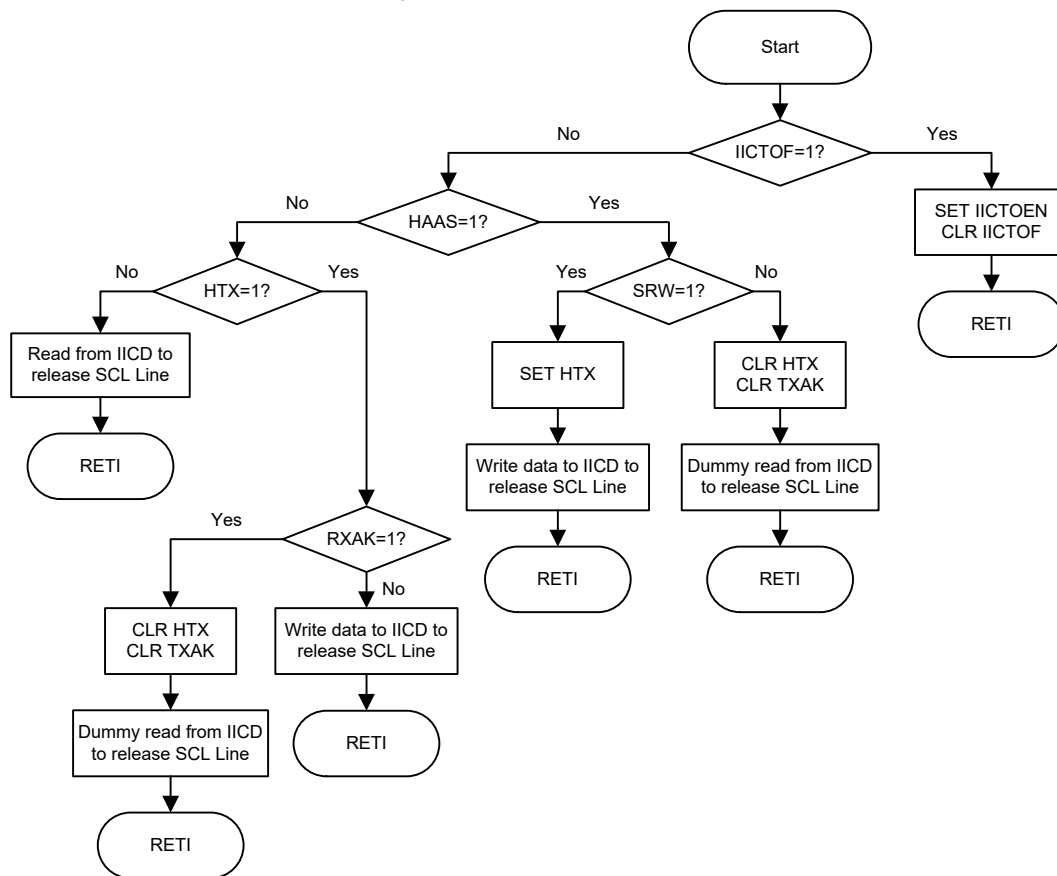 Start
No
Yes
IICTOF=1?
No
Yes
HAAS=1?
SET IICTOEN
CLR IICTOF
No
Yes
HTX=1?
Yes
No
SRW=1?
RETI
Read from IICD to
release SCL Line
SET HTX
CLR HTX
CLR TXAK
RETI
Write data to IICD to
release SCL Line
Dummy read from IICD
to release SCL Line
Yes
RXAK=1?
No
RETI
RETI
CLR HTX
CLR TXAK
Write data to IICD to
release SCL Line
Dummy read from IICD
to release SCL Line
RETI
RETI